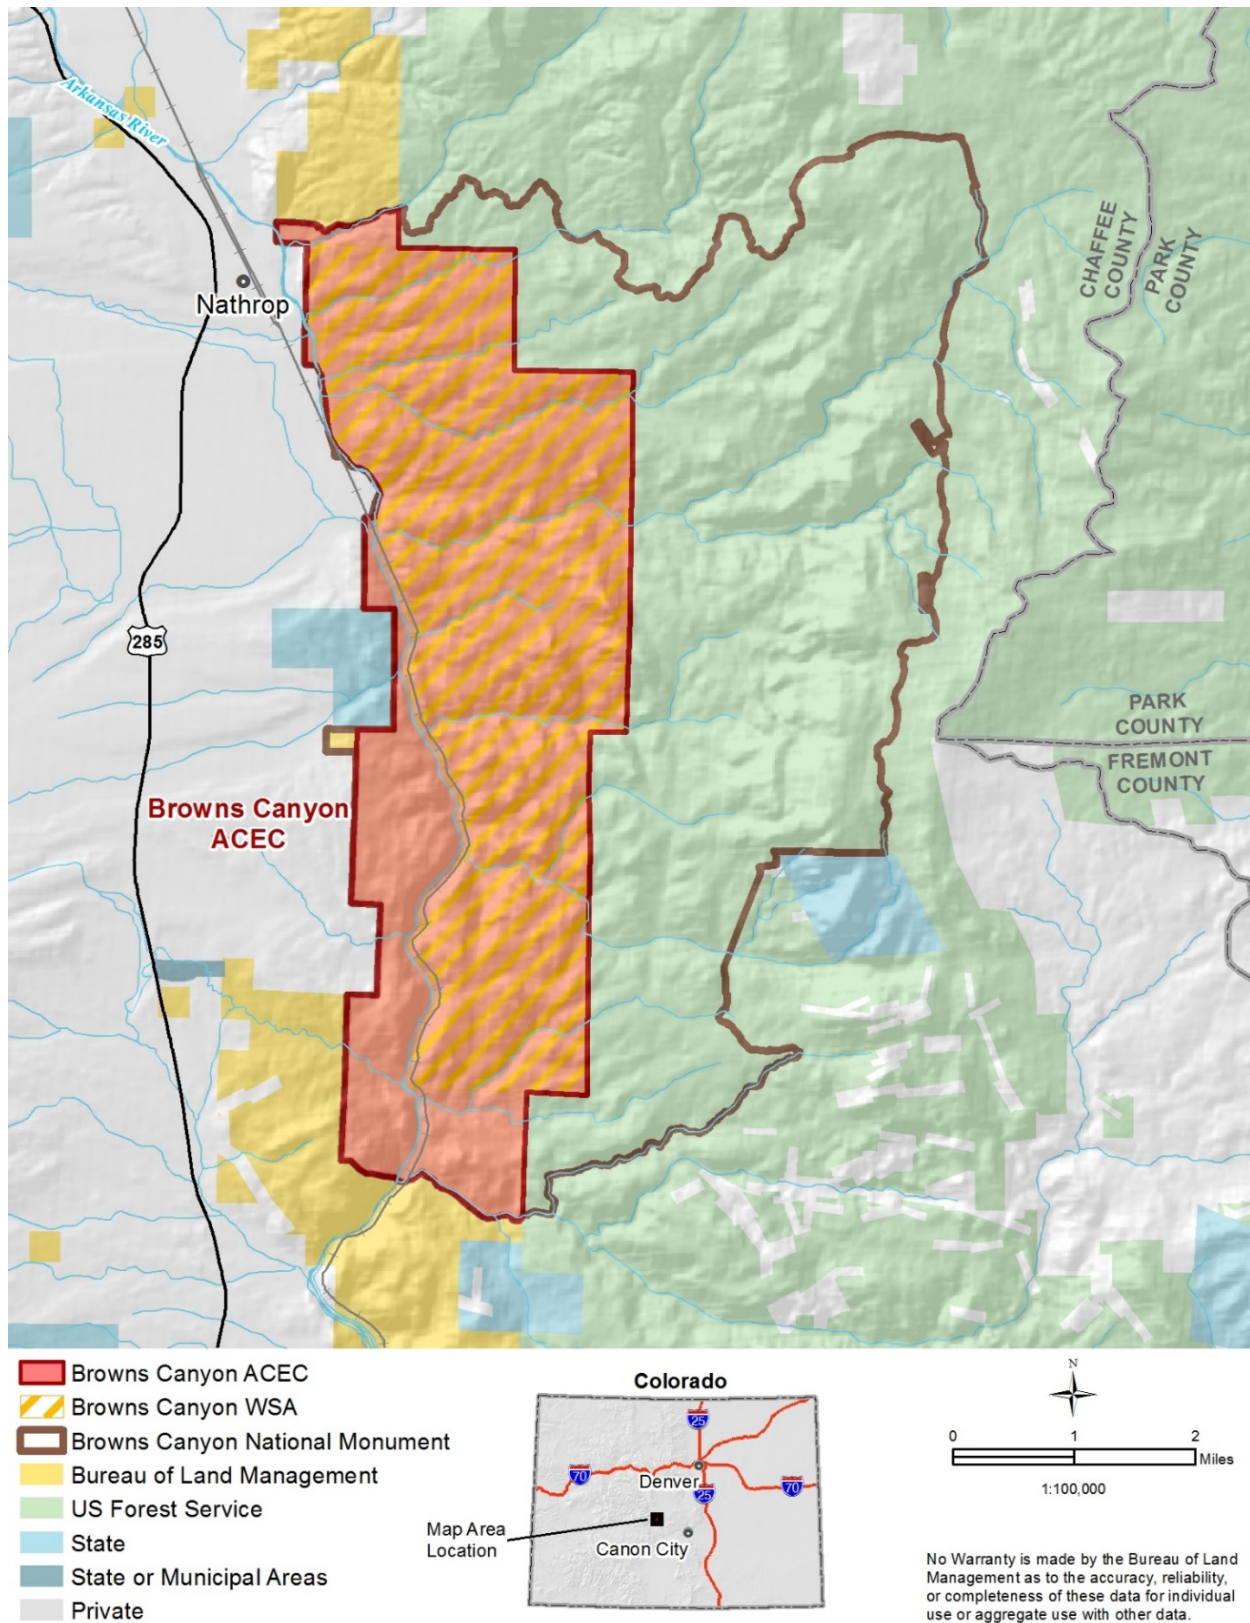 Arkansas River
Nathrop
CHAFFEE
COUNTY
PARK
COUNTY
285
PARK
COUNTY
FREMONT
COUNTY
Browns Canyon
ACEC
Browns Canyon ACEC
Browns Canyon WSA
Browns Canyon National Monument
Bureau of Land Management
US Forest Service
State
State or Municipal Areas
Private
Colorado
25
70
Denver
25
70
Map Area
Location
Canon City
N
0 1 2
Miles
1:100,000
No Warranty is made by the Bureau of Land
Management as to the accuracy, reliability,
or completeness of these data for individual
use or aggregate use with other data.